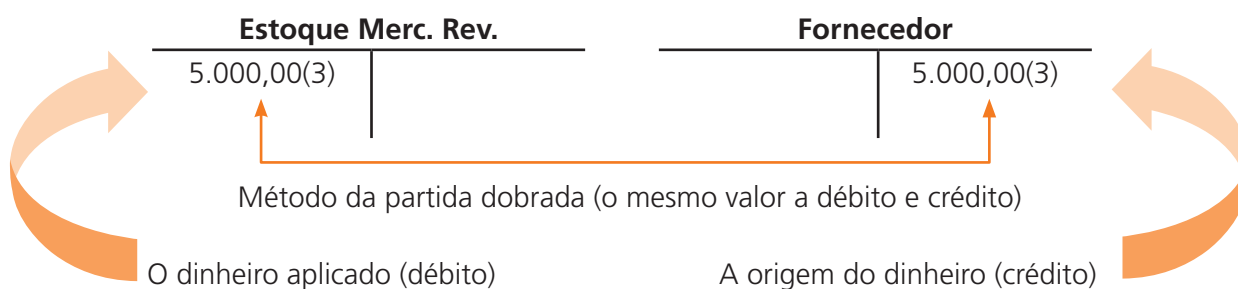 Estoque Merc. Rev. Fornecedor
5.000,00(3) 5.000,00(3)
Método da partida dobrada (o mesmo valor a débito e crédito)
O dinheiro aplicado (débito) A origem do dinheiro (crédito)